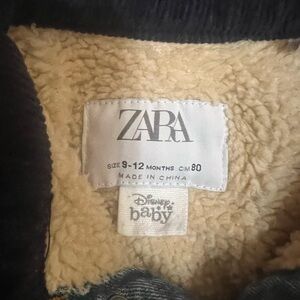 ZARA
SIZE 9-12 MONTHS CM 80
MADE IN CHINA
Disney
baby